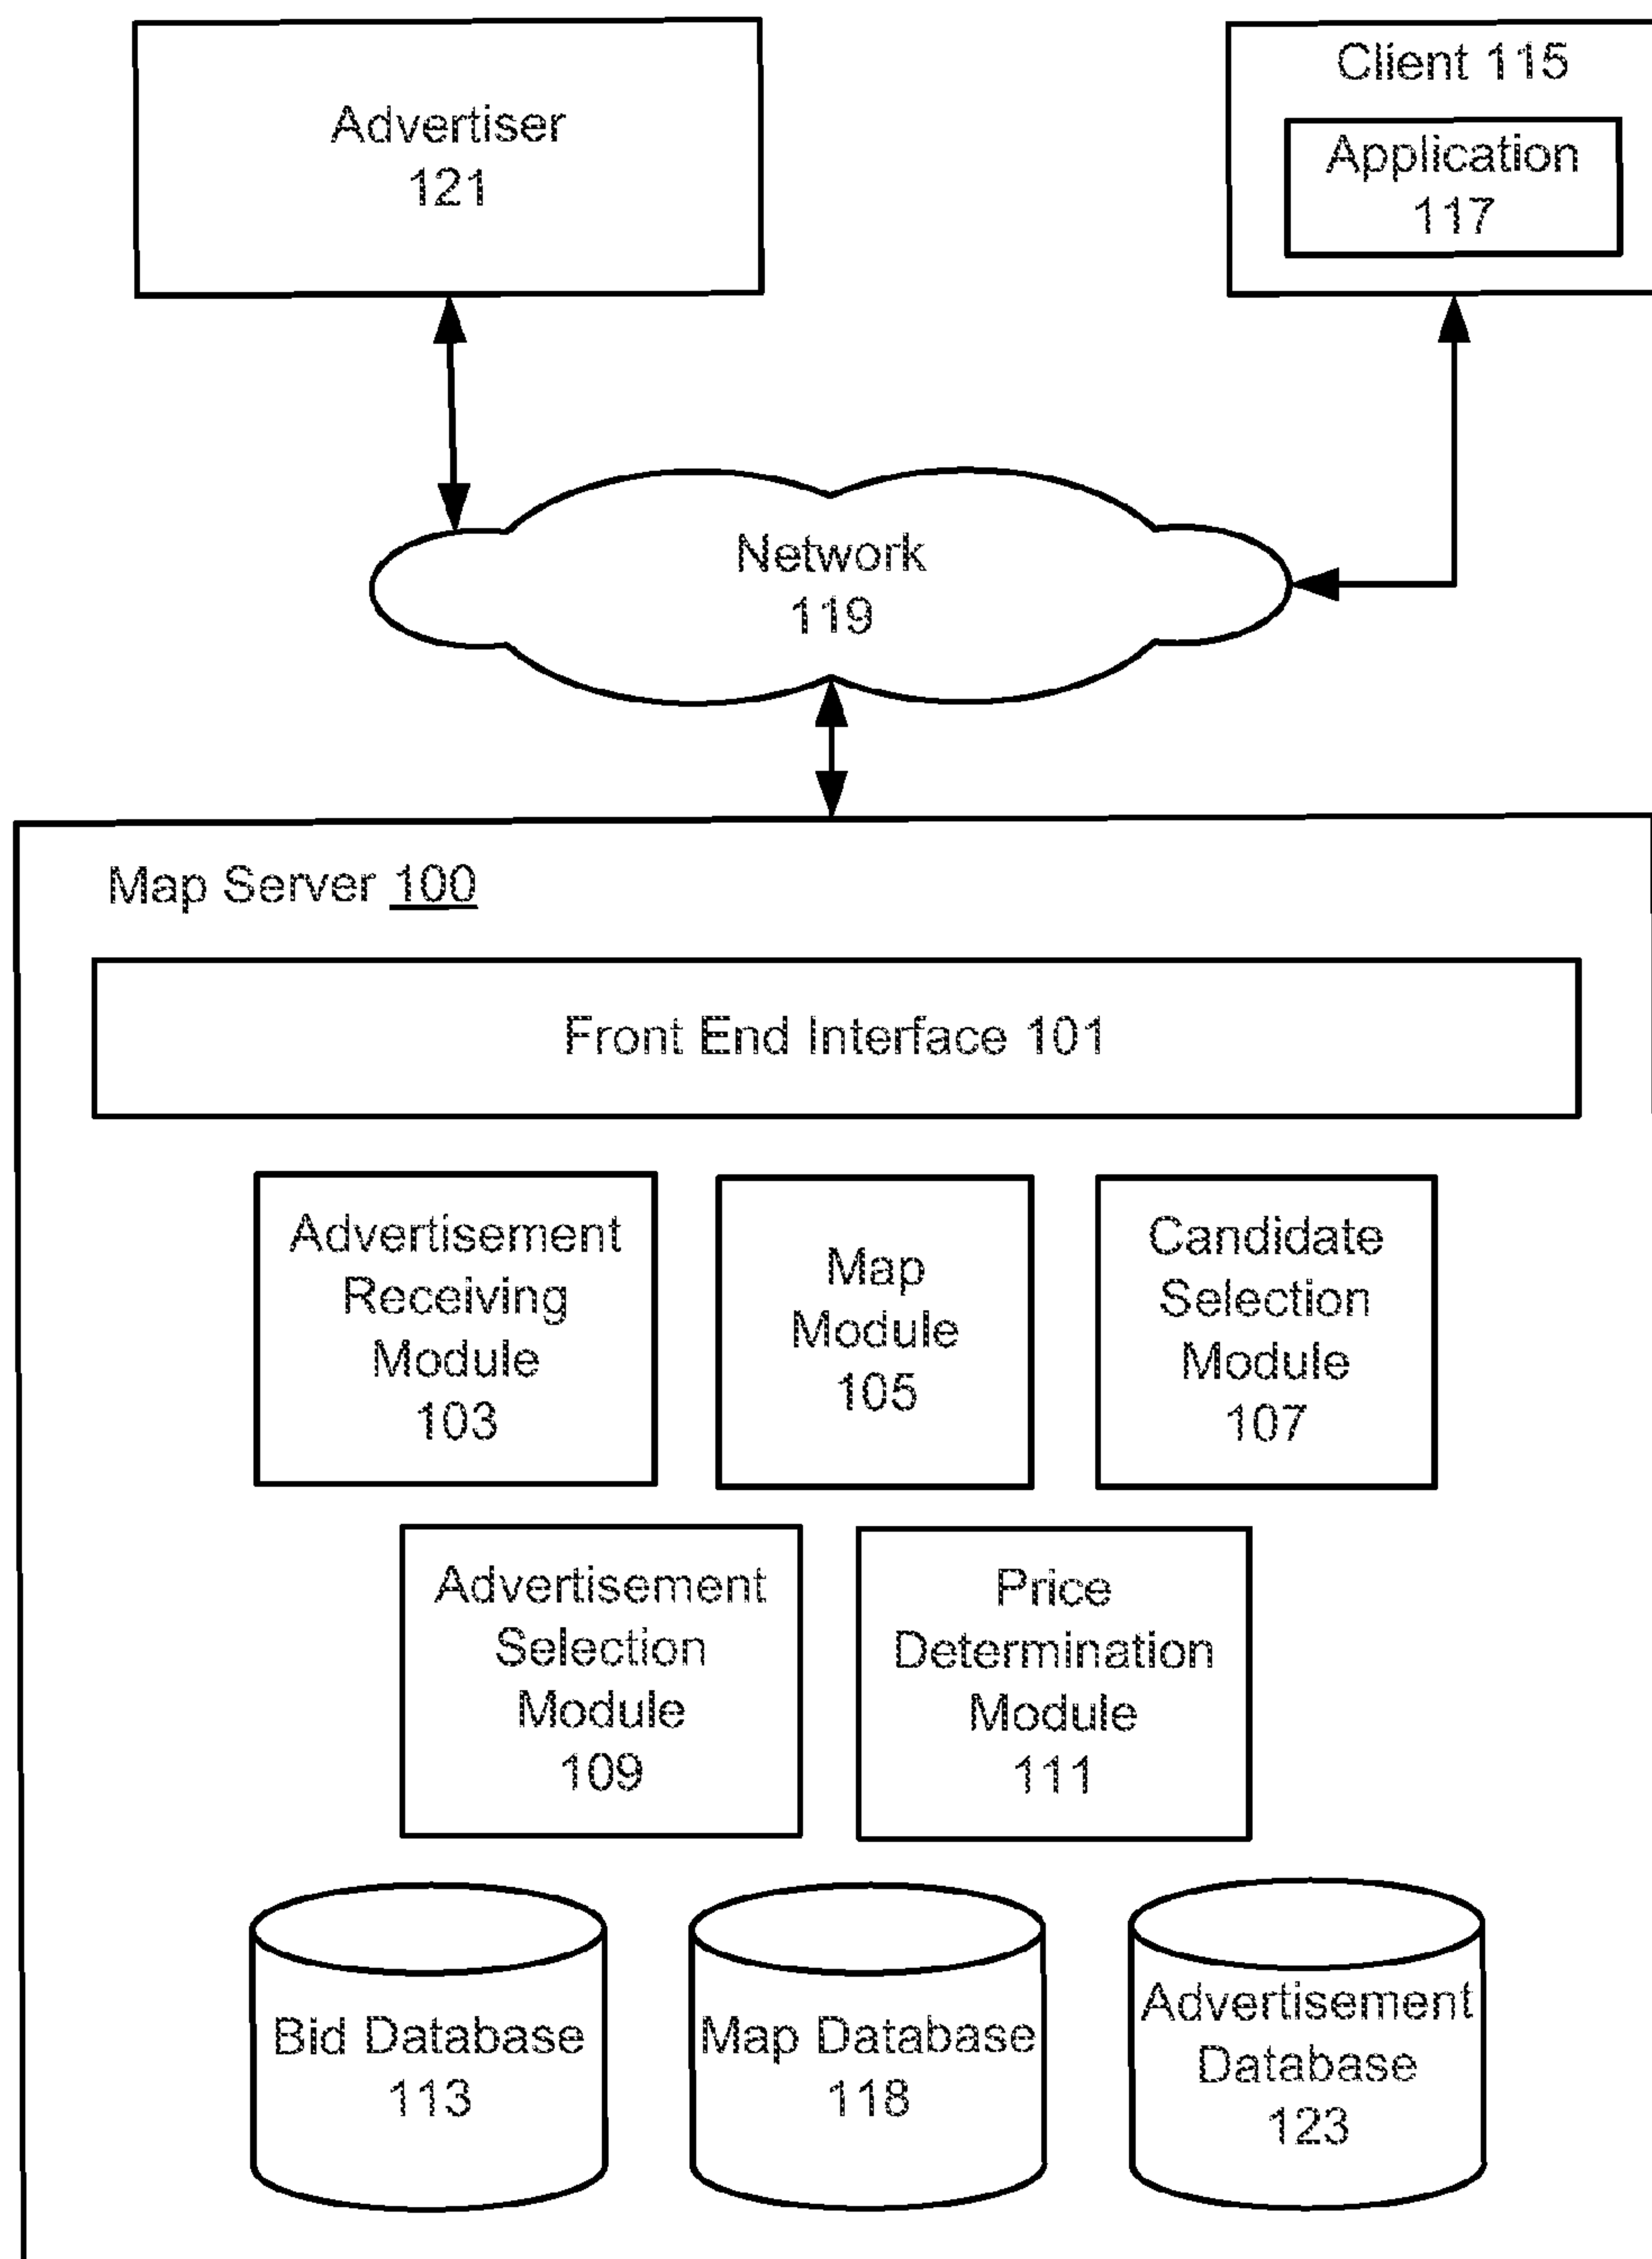 Advertiser
121
Client 115
Application
117
Network
119
Map Server 100
Front End Interface 101
Advertisement
Receiving
Module
103
Map
Module
105
Candidate
Selection
Module
107
Advertisement
Selection
Module
109
Price
Determination
Module
111
Bid Database
113
Map Database
118
Advertisement
Database
123